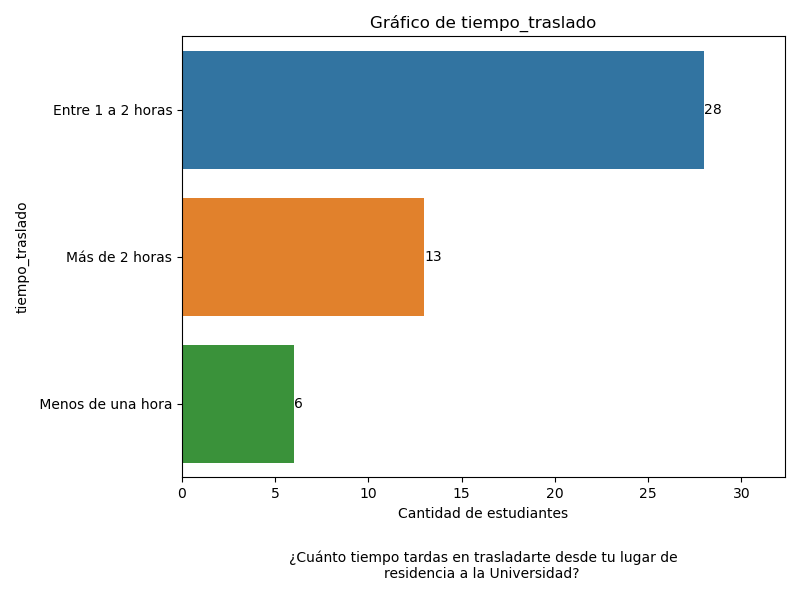 Gráfico de tiempo_traslado
Entre 1 a 2 horas
28
Más de 2 horas
13
Menos de una hora
6
tiempo_traslado
0 5 10 15 20 25 30
Cantidad de estudiantes
¿Cuánto tiempo tardas en trasladarte desde tu lugar de
residencia a la Universidad?